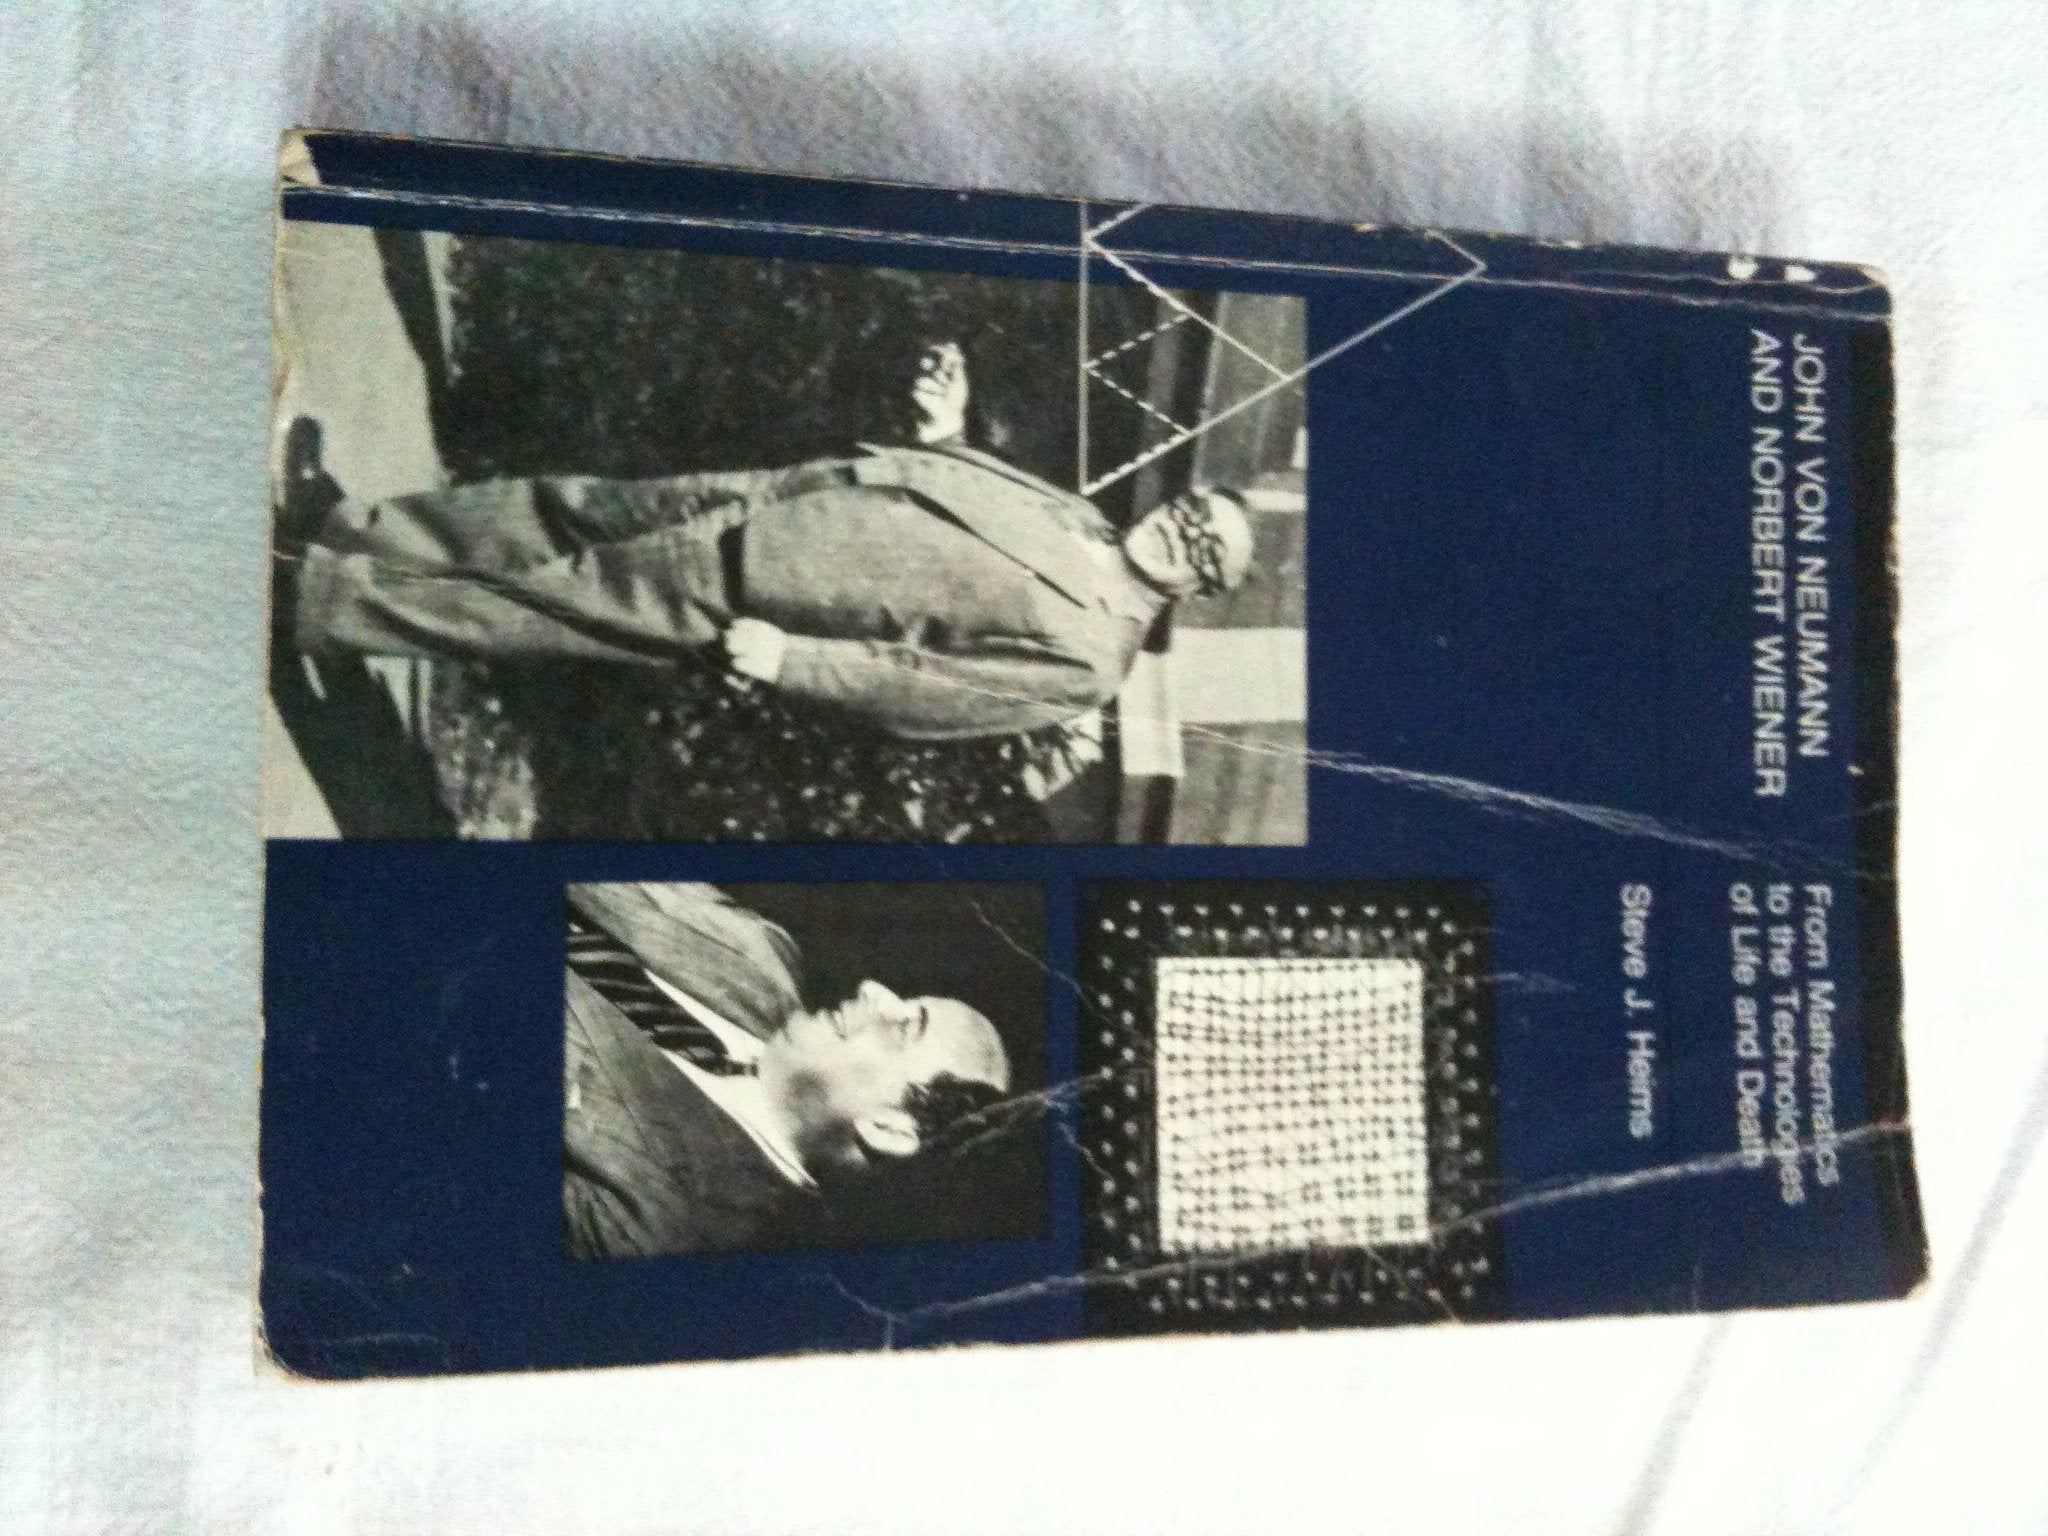 JOHN VON NEUMANN
AND NORBERT WIENER
From Mathematics
to the Technologies
of Life and Death
Steve J. Heims